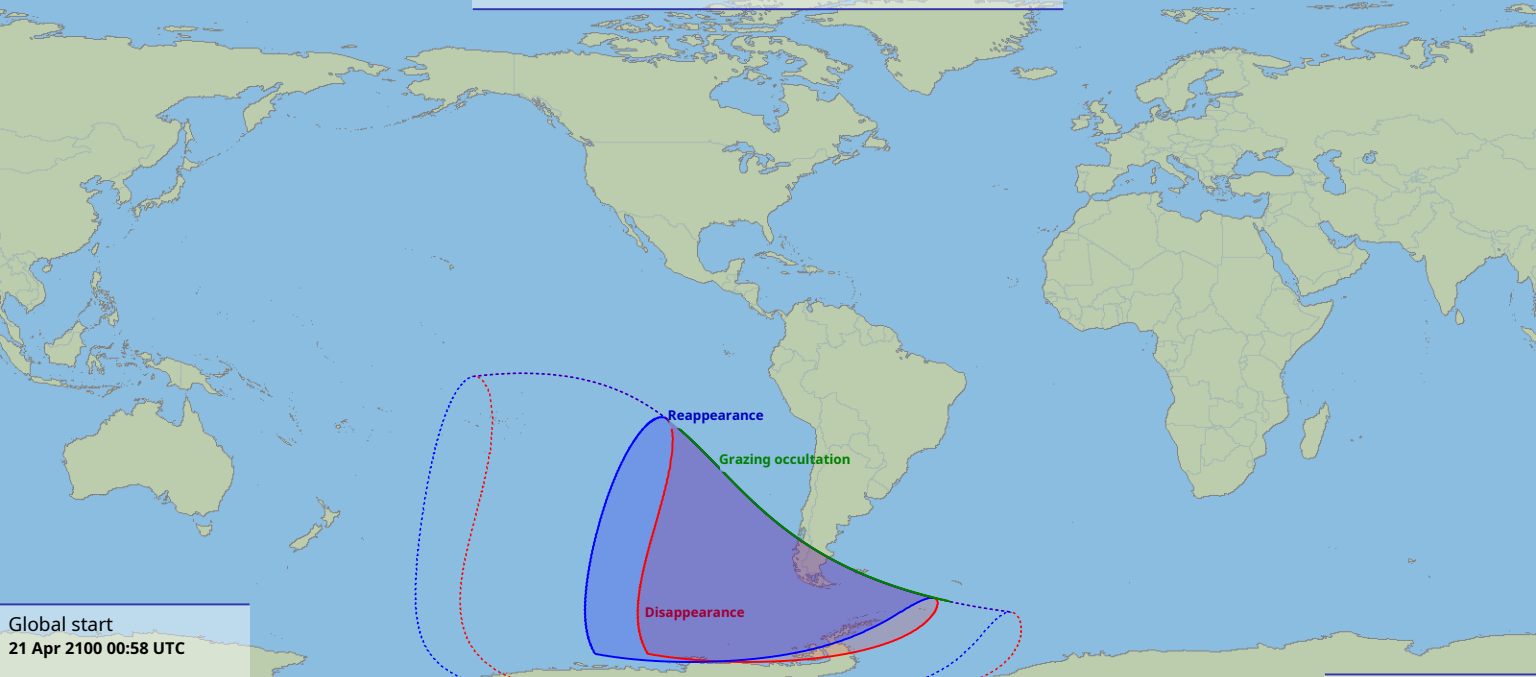 Reappearance
Grazing occultation
Disappearance
Global start
21 Apr 2100 00:58 UTC